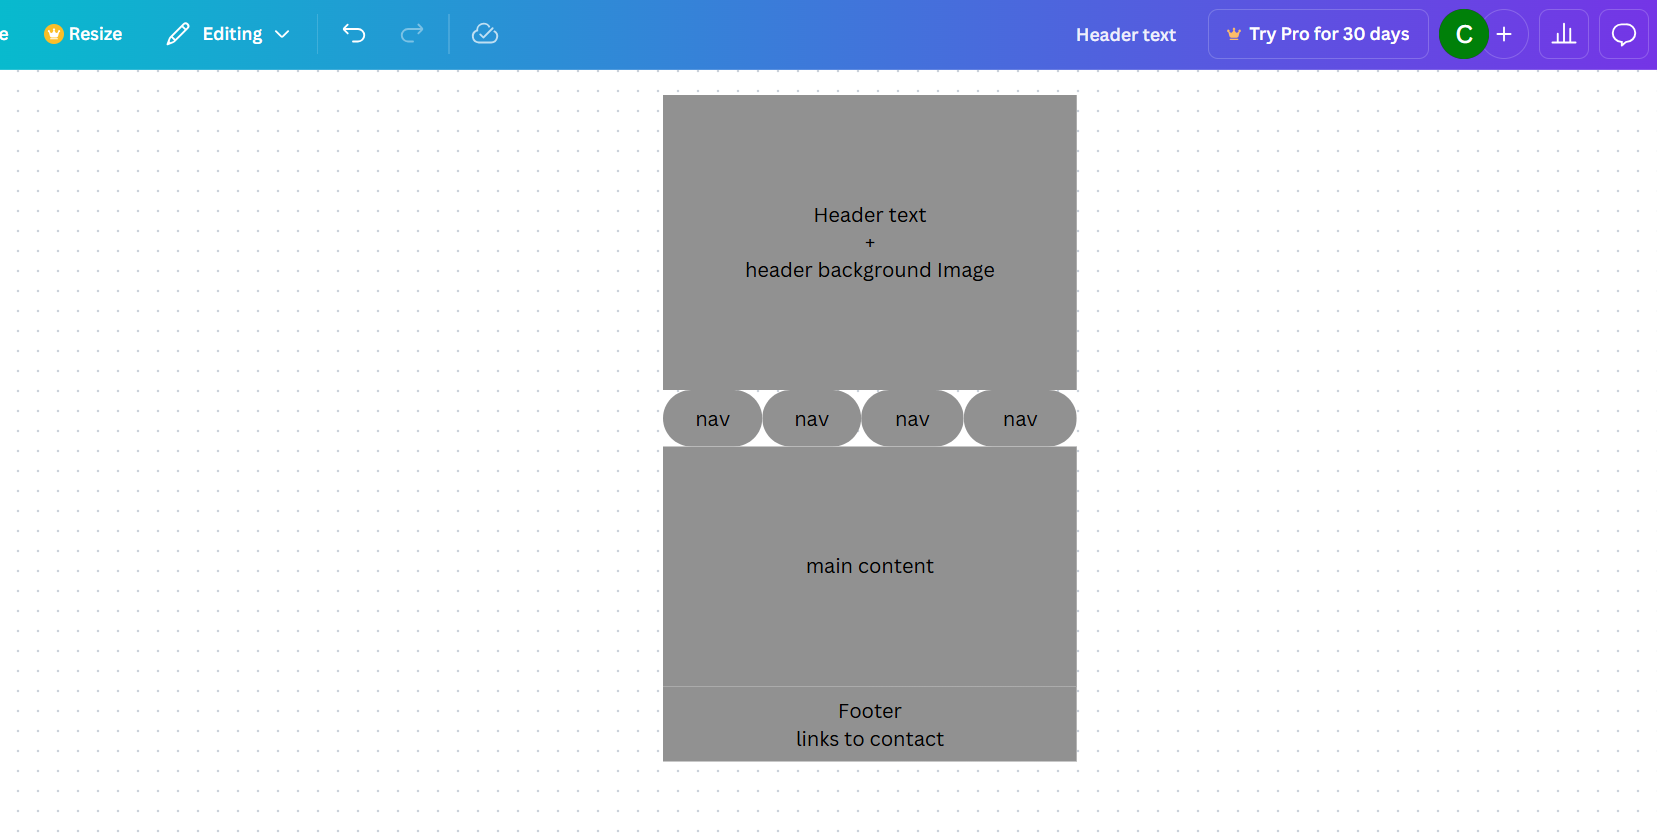 e
Resize
Editing
Header text
Try Pro for 30 days
C
+
Header text
+
header background Image
nav
nav
nav
nav
main content
Footer
links to contact